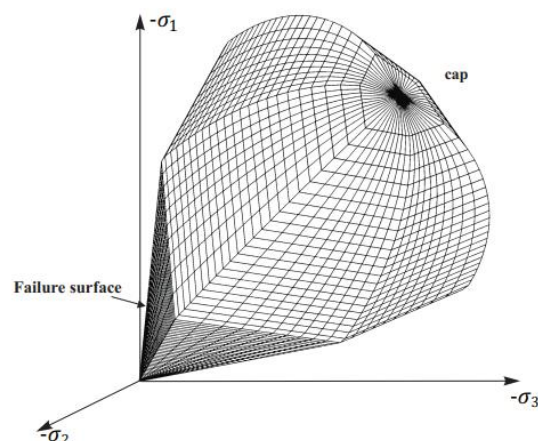 -σ₁
cap
Failure surface
-σ₃
-σ₂